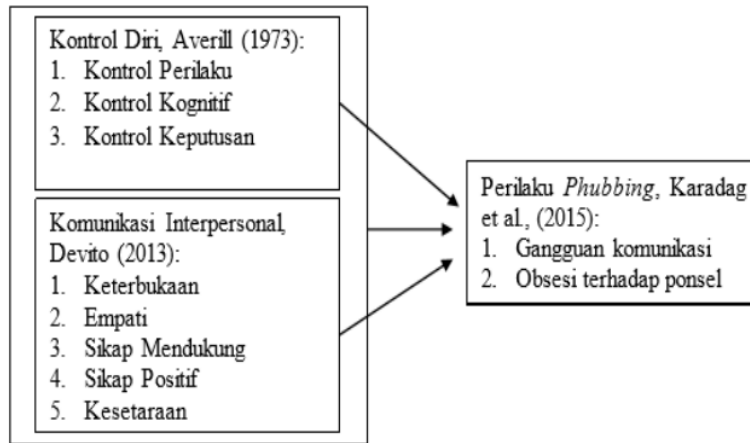 Kontrol Diri, Averill (1973):
1. Kontrol Perilaku
2. Kontrol Kognitif
3. Kontrol Keputusan
Komunikasi Interpersonal,
Devito (2013):
1. Keterbukaan
2. Empati
3. Sikap Mendukung
4. Sikap Positif
5. Kesetaraan
Perilaku Phubbing, Karadag
et al., (2015):
1. Gangguan komunikasi
2. Obsesi terhadap ponsel